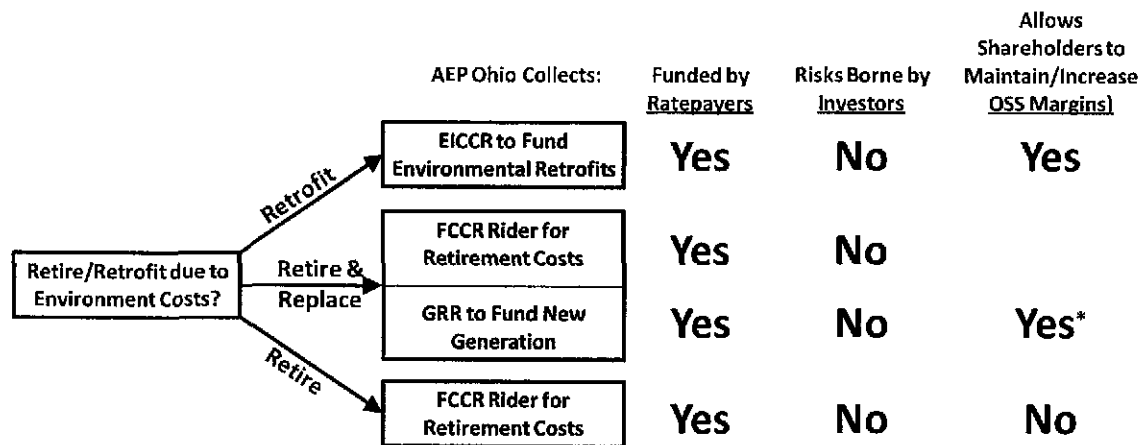 Allows
Shareholders to
AEP Ohio Collects: Funded by Risks Borne by Maintain/Increase
Ratepayers Investors OSS Margins)
EICCR to Fund
Environmental Retrofits
Yes No Yes
Retrofit
FCCR Rider for
Retirement Costs
Yes No
Retire/Retrofit due to
Environment Costs?
Retire &
Replace
GRR to Fund New
Generation
Yes No Yes*
Retire
FCCR Rider for
Retirement Costs
Yes No No